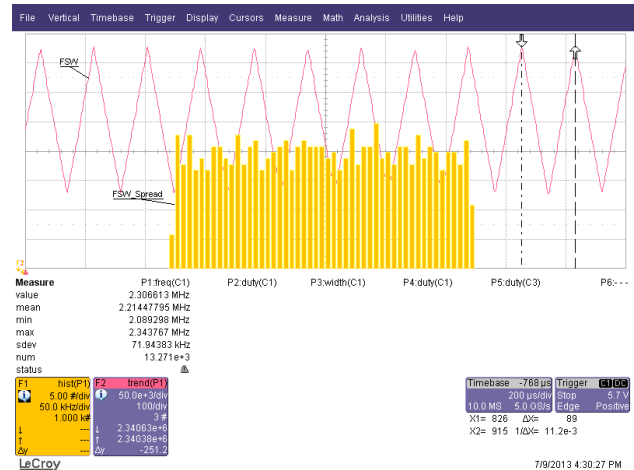 File Vertical Timebase Trigger Display Cursors Measure Math Analysis Utilities Help
FSW
FSW_Spread
F2
Measure P1:freq(C1) P2:duty(C1) P3:width(C1) P4:duty(C1) P5:duty(C3) P6:- - -
value 2.306613 MHz
mean 2.21447795 MHz
min 2.089298 MHz
max 2.343767 MHz
sdev 71.94383 kHz
num 13.271e+3
status
F1 hist(P1)
5.00 #/div
50.0 kHz/div
1.000 k#
↓ ---
↑ ---
Δy ---
F2 trend(P1)
50.0e+3/div
100/div
3 #
↓ 2.34063e+6
↑ 2.34038e+6
Δy -251.2
Timebase -768 µs
200 µs/div
10.0 MS 5.0 GS/s
Trigger C1 DC
Stop 5.7 V
Edge Positive
X1= 826 ΔX= 89
X2= 915 1/ΔX= 11.2e-3
LeCroy
7/9/2013 4:30:27 PM